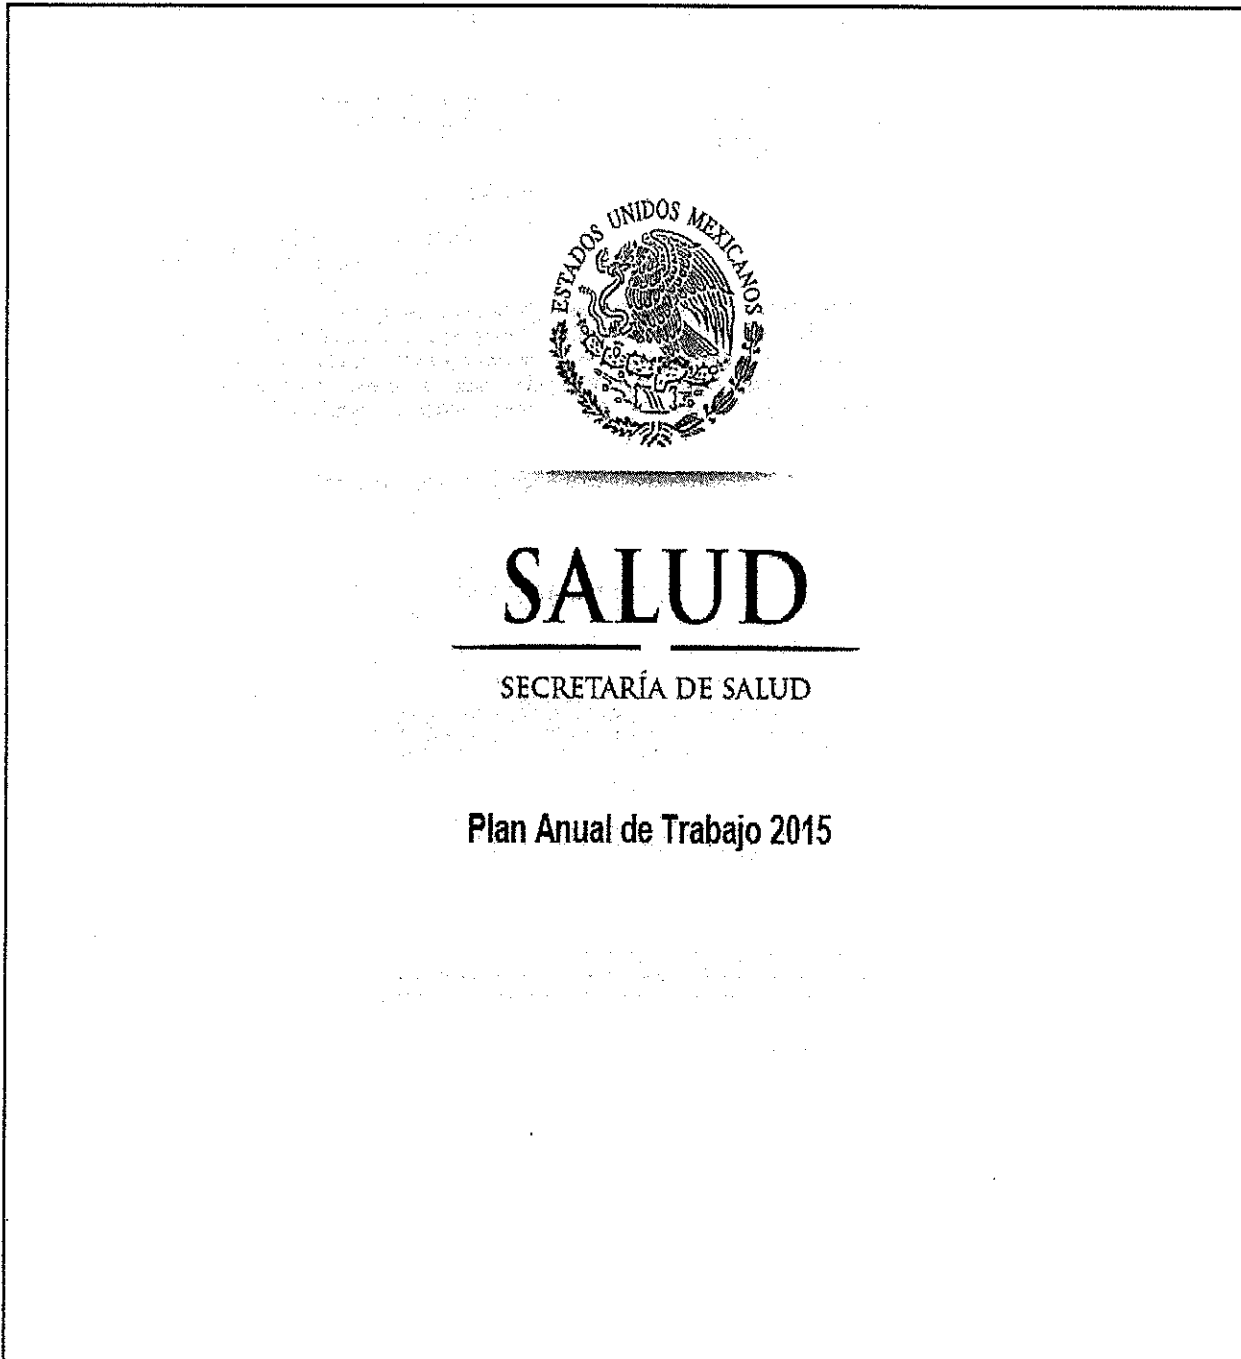 ESTADOS UNIDOS MEXICANOS
SALUD
SECRETARÍA DE SALUD
Plan Anual de Trabajo 2015